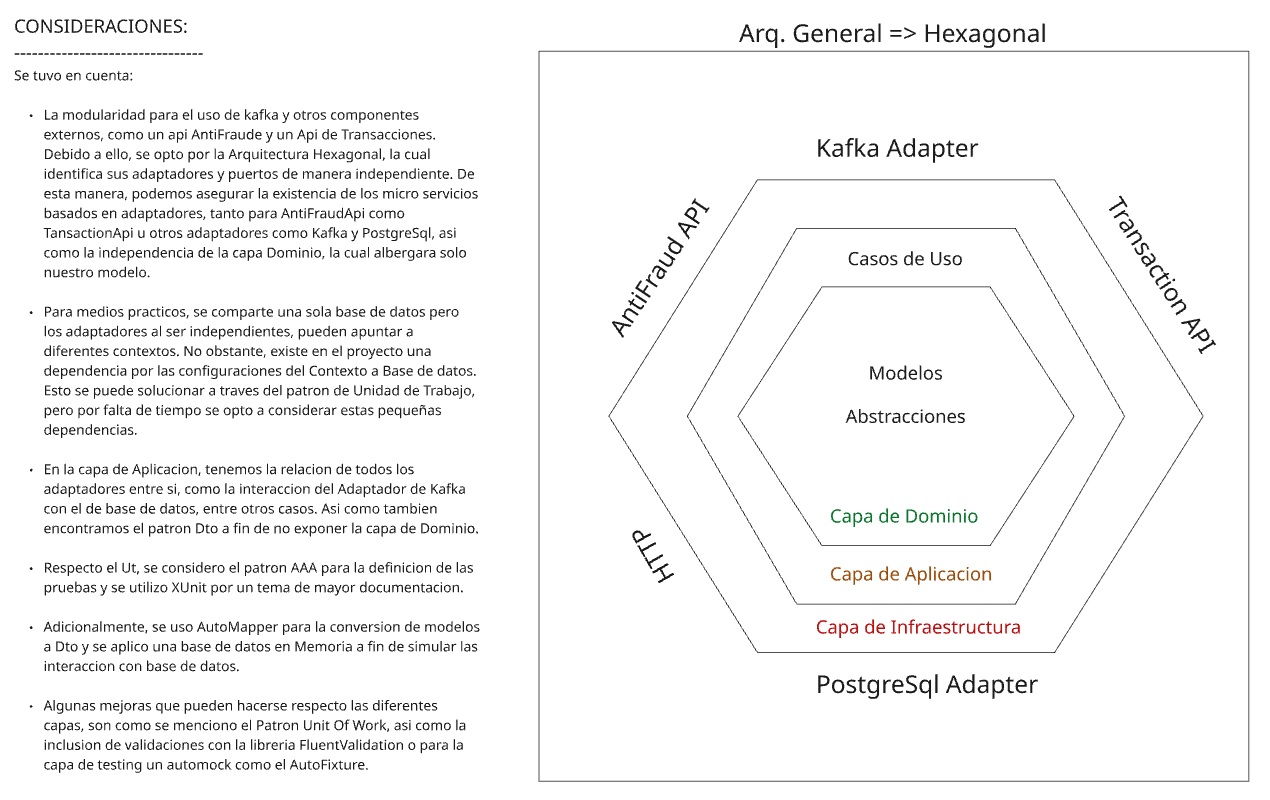 CONSIDERACIONES:
--------------------------------
Se tuvo en cuenta:
• La modularidad para el uso de kafka y otros componentes
externos, como un api AntiFraude y un Api de Transacciones.
Debido a ello, se opto por la Arquitectura Hexagonal, la cual
identifica sus adaptadores y puertos de manera independiente. De
esta manera, podemos asegurar la existencia de los micro servicios
basados en adaptadores, tanto para AntiFraudApi como
TansactionApi u otros adaptadores como Kafka y PostgreSql, asi
como la independencia de la capa Dominio, la cual albergara solo
nuestro modelo.
• Para medios practicos, se comparte una sola base de datos pero
los adaptadores al ser independientes, pueden apuntar a
diferentes contextos. No obstante, existe en el proyecto una
dependencia por las configuraciones del Contexto a Base de datos.
Esto se puede solucionar a traves del patron de Unidad de Trabajo,
pero por falta de tiempo se opto a considerar estas pequeñas
dependencias.
• En la capa de Aplicacion, tenemos la relacion de todos los
adaptadores entre si, como la interaccion del Adaptador de Kafka
con el de base de datos, entre otros casos. Asi como tambien
encontramos el patron Dto a fin de no exponer la capa de Dominio.
• Respecto el Ut, se considero el patron AAA para la definicion de las
pruebas y se utilizo XUnit por un tema de mayor documentacion.
• Adicionalmente, se uso AutoMapper para la conversion de modelos
a Dto y se aplico una base de datos en Memoria a fin de simular las
interaccion con base de datos.
• Algunas mejoras que pueden hacerse respecto las diferentes
capas, son como se menciono el Patron Unit Of Work, asi como la
inclusion de validaciones con la libreria FluentValidation o para la
capa de testing un automock como el AutoFixture.
Arq. General => Hexagonal
Kafka Adapter
AntiFraud API
Transaction API
Casos de Uso
Modelos
Abstracciones
Capa de Dominio
HTTP
Capa de Aplicacion
Capa de Infraestructura
PostgreSql Adapter